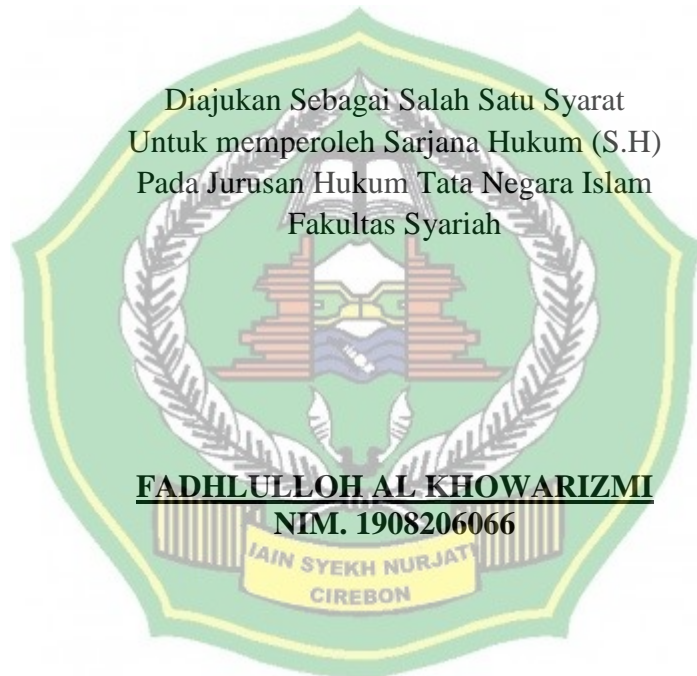 Diajukan Sebagai Salah Satu Syarat
Untuk memperoleh Sarjana Hukum (S.H)
Pada Jurusan Hukum Tata Negara Islam
Fakultas Syariah
FADHLULLOH AL KHOWARIZMI
NIM. 1908206066
IAIN SYEKH NURJATI
CIREBON